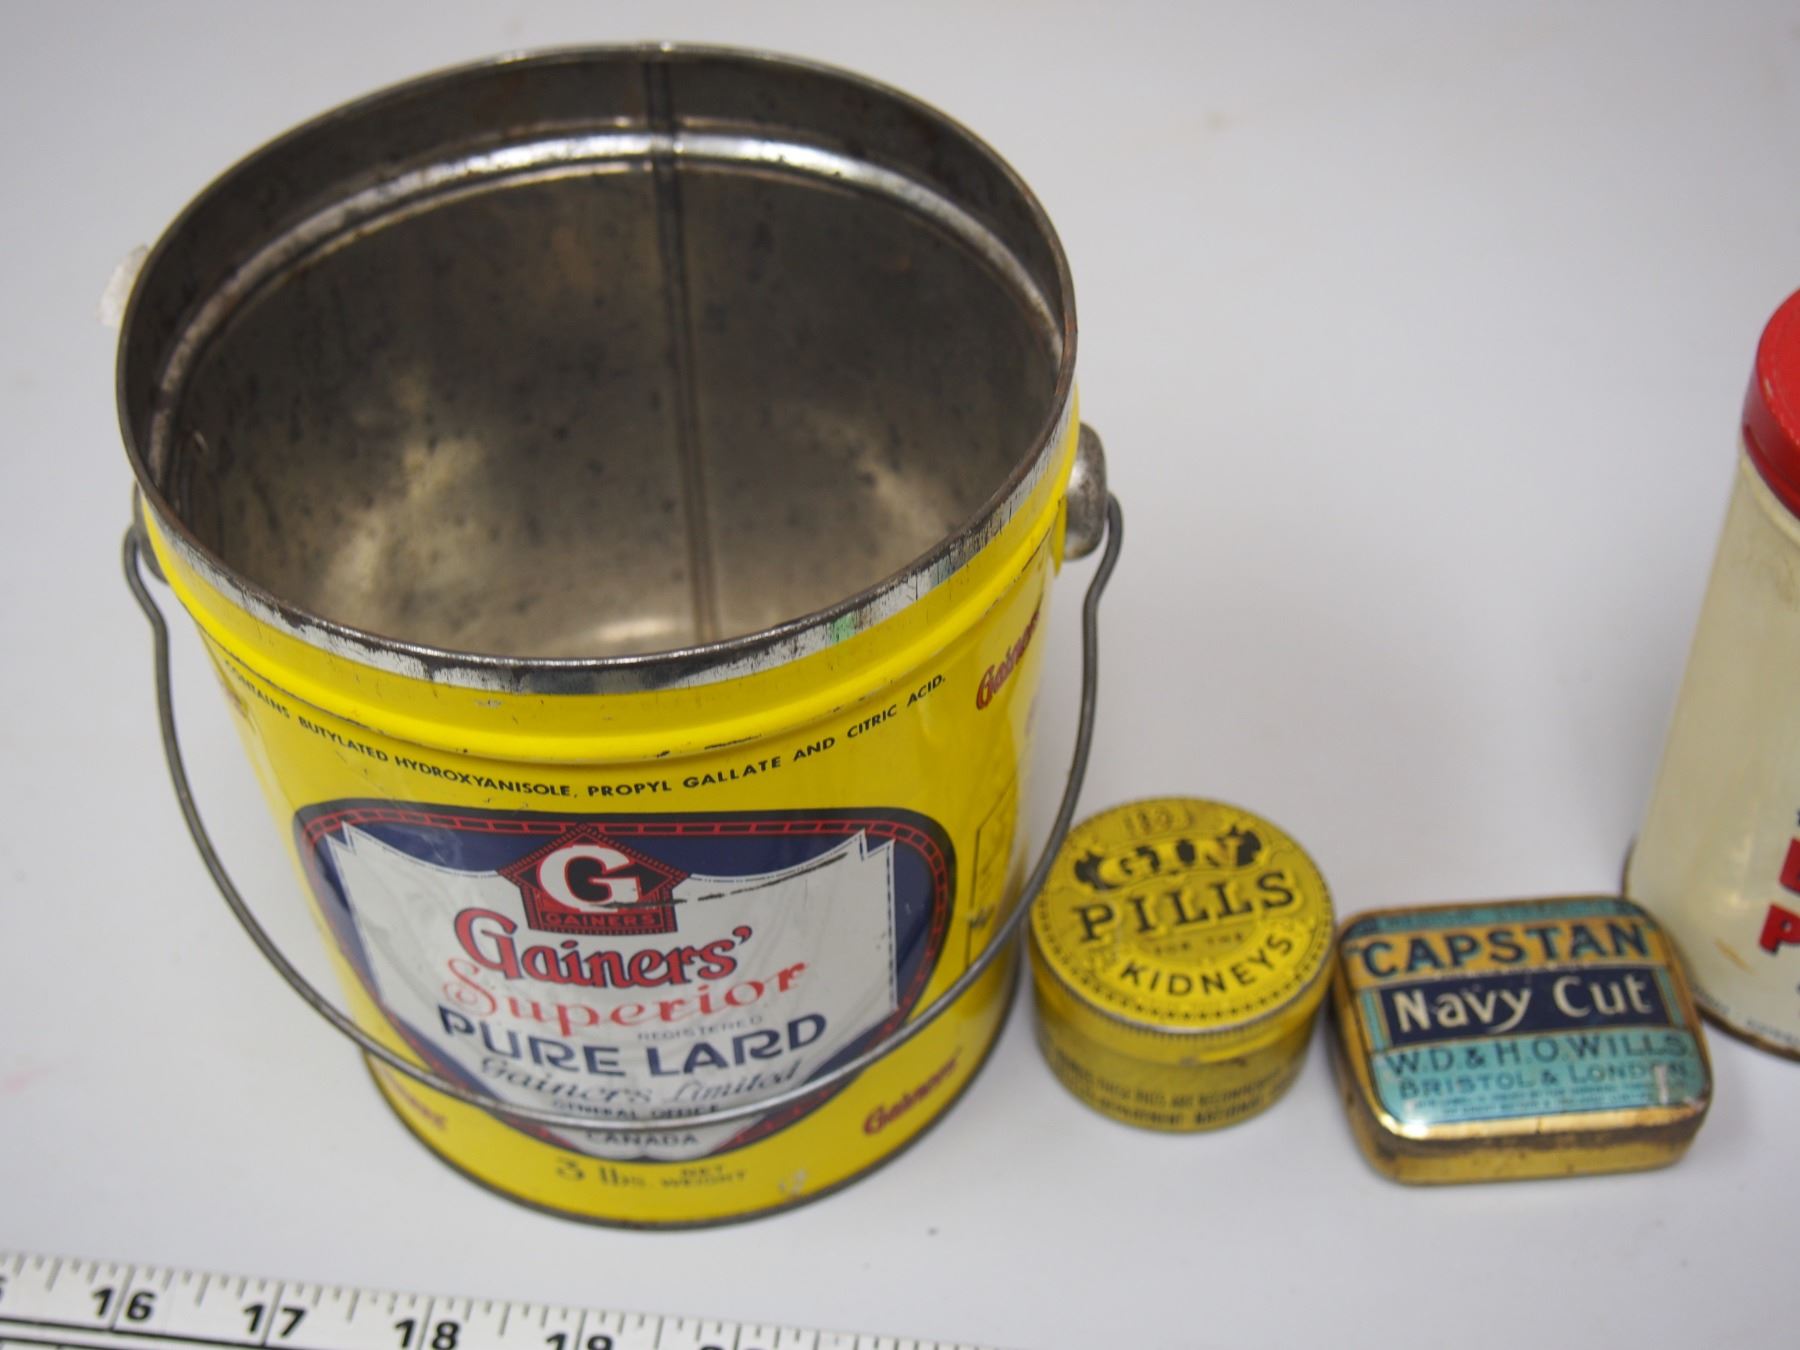 CONTAINS BUTYLATED HYDROXYANISOLE, PROPYL GALLATE AND CITRIC ACID.
Gainers'
G
GAINERS
Gainers'
Superior
REGISTERED
PURE LARD
Gainers Limited
GENERAL OFFICE
CANADA
Gainers'
3 lbs. NET WEIGHT
GIN
PILLS
FOR THE
KIDNEYS
CAPSTAN
Navy Cut
W.D. & H.O. WILLS
BRISTOL & LONDON
P
16 17 18 19